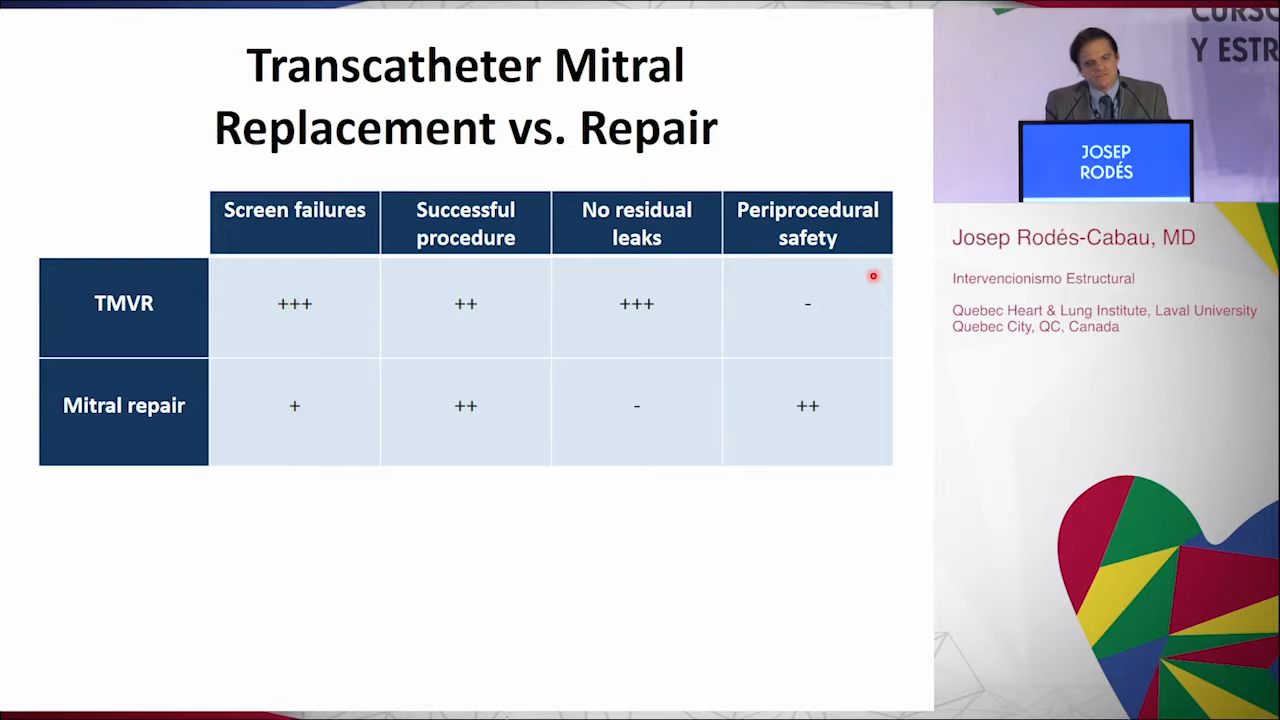 Transcatheter Mitral
Replacement vs. Repair
Screen failures
Successful
procedure
No residual
leaks
Periprocedural
safety
TMVR
+++
++
+++
-
Mitral repair
+
++
-
++
CURSO
Y ESTR
JOSEP
RODÉS
Josep Rodés-Cabau, MD
Intervencionismo Estructural
Quebec Heart & Lung Institute, Laval University
Quebec City, QC, Canada